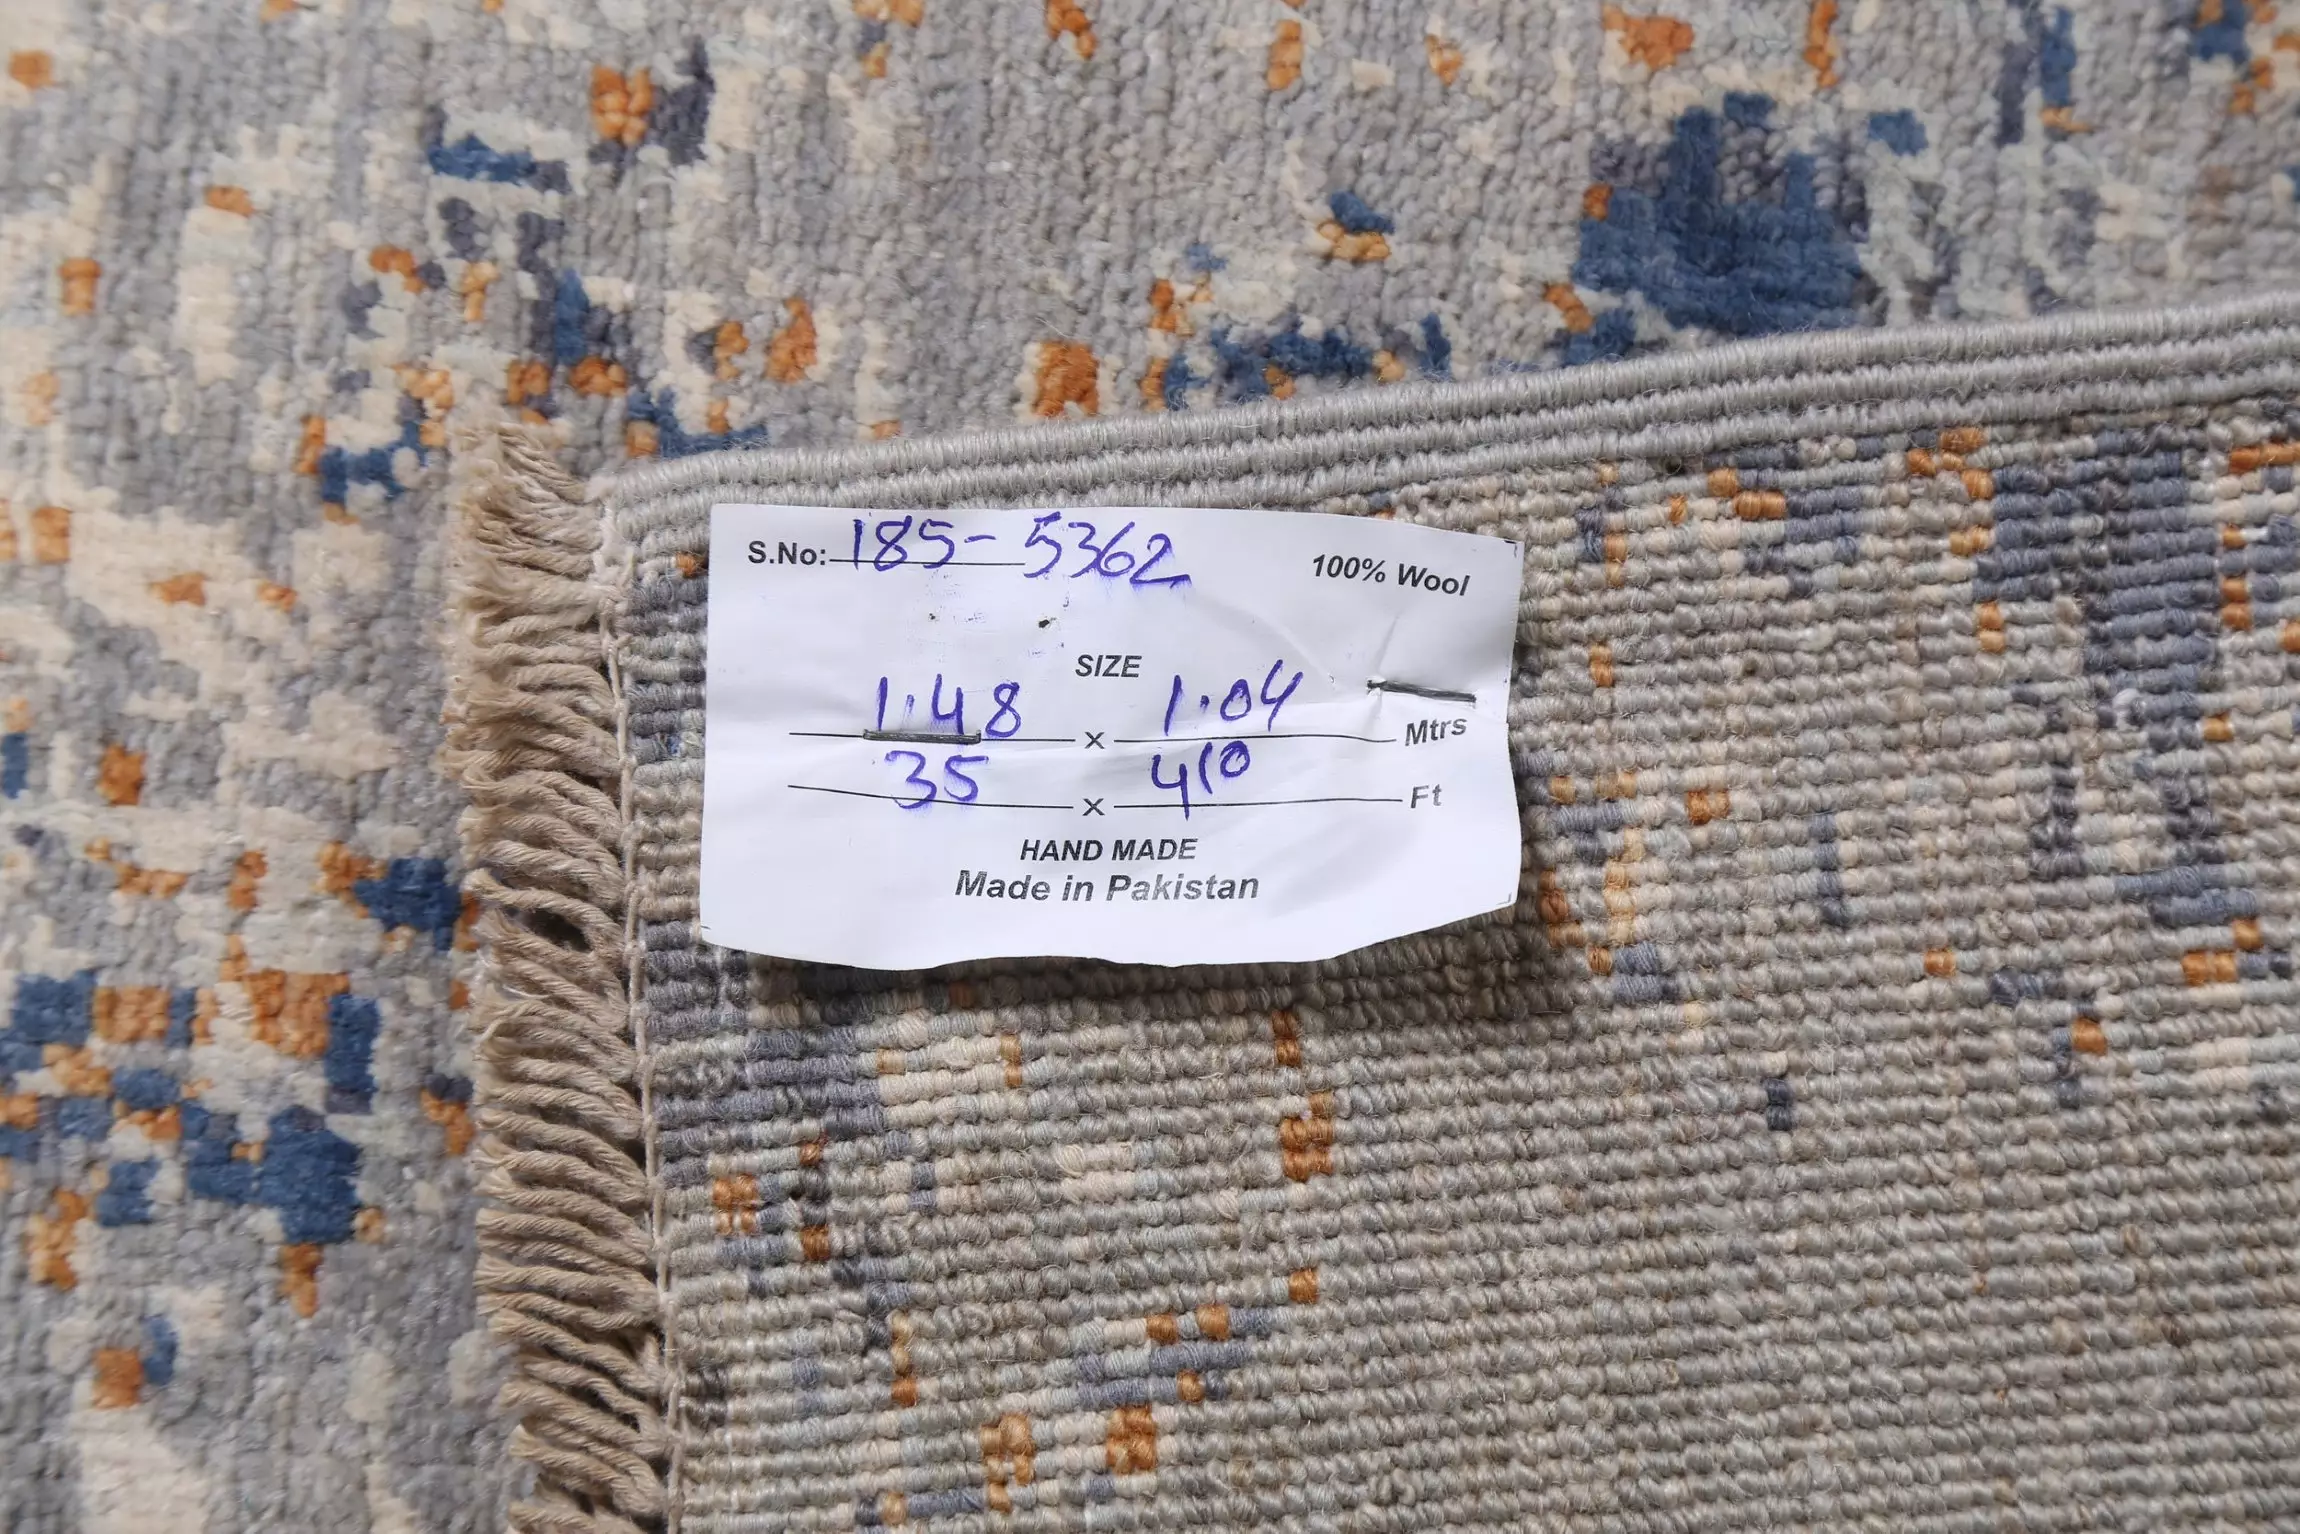 S.No: 185-5362 100% Wool
SIZE
1.48 x 1.04 Mtrs
35 x 410 Ft
HAND MADE
Made in Pakistan